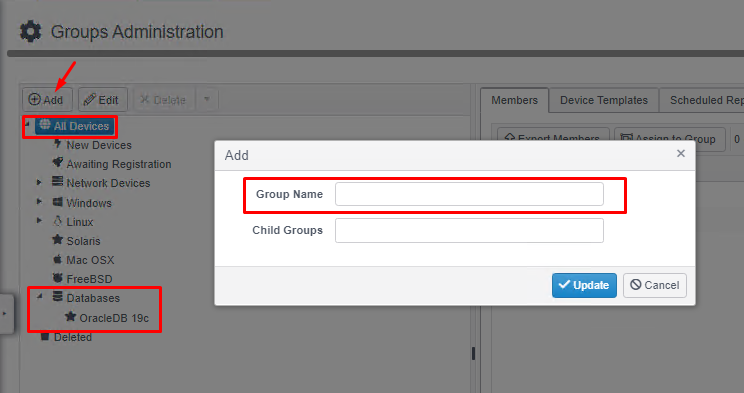 Groups Administration
Add
Edit
Delete
All Devices
New Devices
Awaiting Registration
Network Devices
Windows
Linux
Solaris
Mac OSX
FreeBSD
Databases
OracleDB 19c
Deleted
Members
Device Templates
Scheduled Rep
Export Members
Assign to Group
0
Add
×
Group Name
Child Groups
Update
Cancel